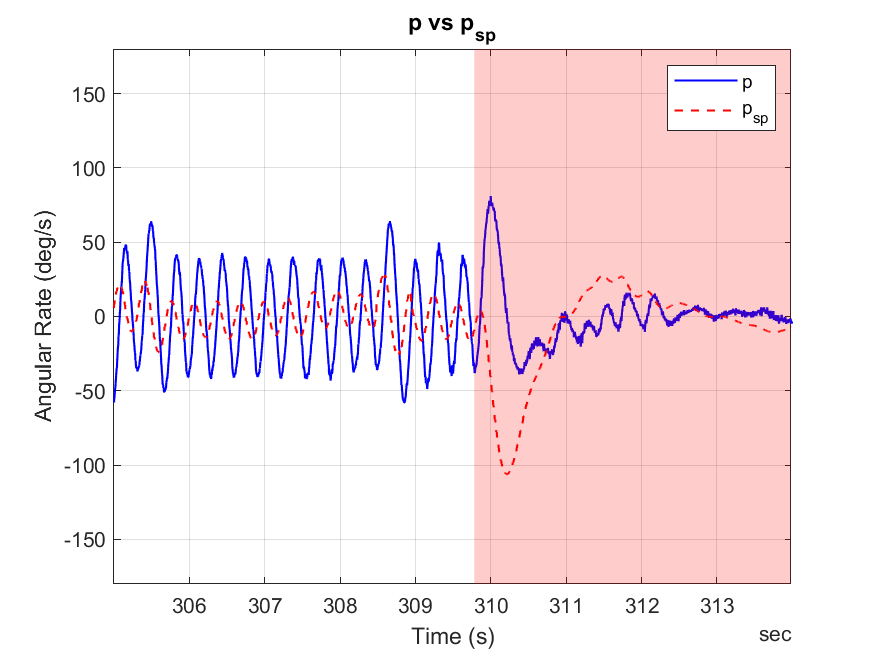 p vs p_sp
p
p_sp
150
100
50
0
-50
-100
-150
Angular Rate (deg/s)
306 307 308 309 310 311 312 313
Time (s)
sec